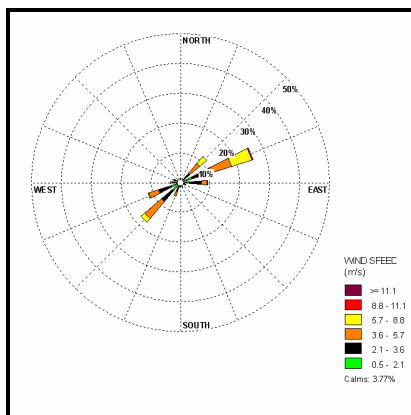 NORTH
50%
40%
30%
20%
10%
WEST
EAST
SOUTH
WIND SPEED
(m/s)
>= 11.1
8.8 - 11.1
5.7 - 8.8
3.6 - 5.7
2.1 - 3.6
0.5 - 2.1
Calms: 3.77%